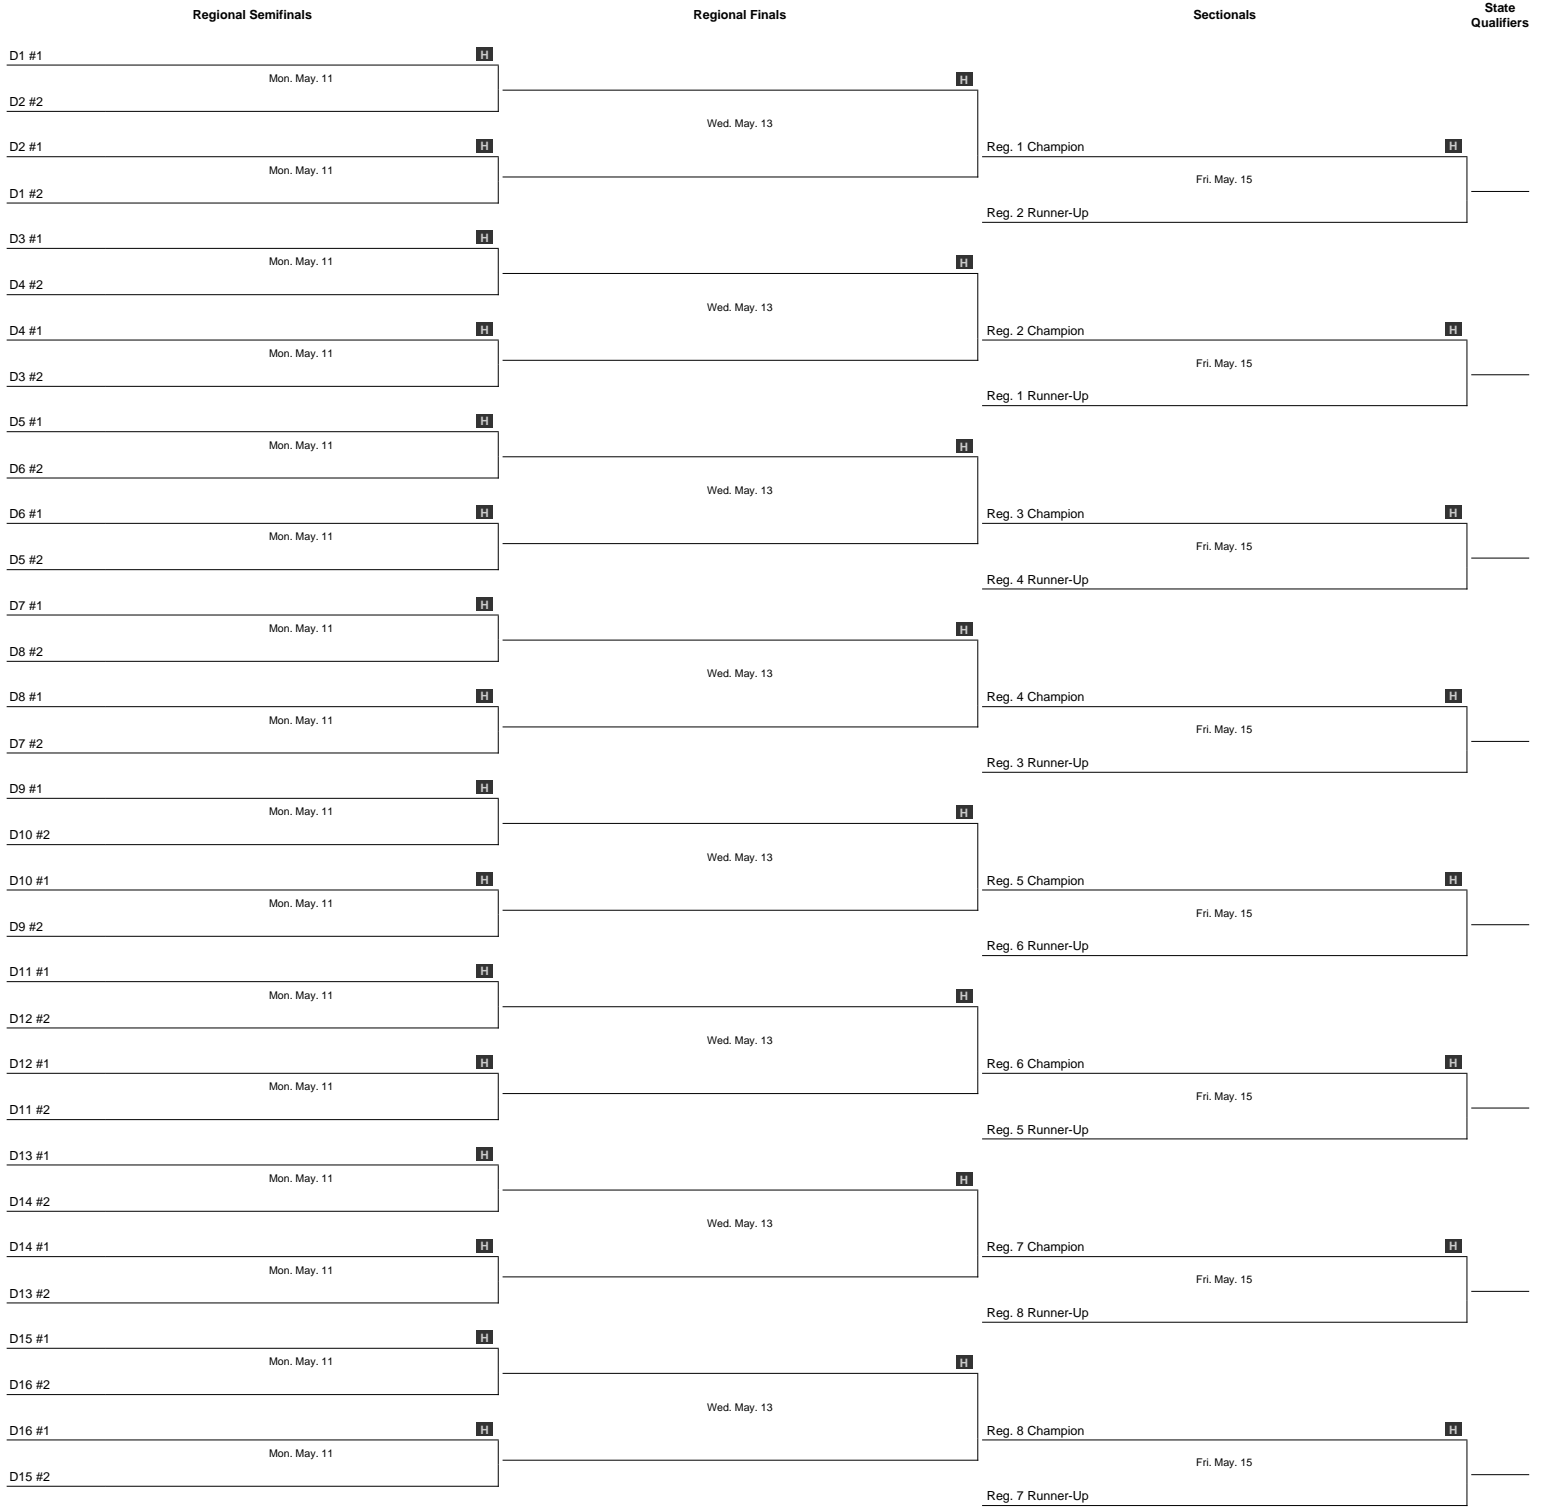 Regional Semifinals
Regional Finals
Sectionals
State
Qualifiers
D1 #1 H
Mon. May. 11
D2 #2
D2 #1 H
Mon. May. 11
D1 #2
D3 #1 H
Mon. May. 11
D4 #2
D4 #1 H
Mon. May. 11
D3 #2
D5 #1 H
Mon. May. 11
D6 #2
D6 #1 H
Mon. May. 11
D5 #2
D7 #1 H
Mon. May. 11
D8 #2
D8 #1 H
Mon. May. 11
D7 #2
D9 #1 H
Mon. May. 11
D10 #2
D10 #1 H
Mon. May. 11
D9 #2
D11 #1 H
Mon. May. 11
D12 #2
D12 #1 H
Mon. May. 11
D11 #2
D13 #1 H
Mon. May. 11
D14 #2
D14 #1 H
Mon. May. 11
D13 #2
D15 #1 H
Mon. May. 11
D16 #2
D16 #1 H
Mon. May. 11
D15 #2
H
Wed. May. 13
H
Wed. May. 13
H
Wed. May. 13
H
Wed. May. 13
H
Wed. May. 13
H
Wed. May. 13
H
Wed. May. 13
H
Wed. May. 13
Reg. 1 Champion H
Fri. May. 15
Reg. 2 Runner-Up
Reg. 2 Champion H
Fri. May. 15
Reg. 1 Runner-Up
Reg. 3 Champion H
Fri. May. 15
Reg. 4 Runner-Up
Reg. 4 Champion H
Fri. May. 15
Reg. 3 Runner-Up
Reg. 5 Champion H
Fri. May. 15
Reg. 6 Runner-Up
Reg. 6 Champion H
Fri. May. 15
Reg. 5 Runner-Up
Reg. 7 Champion H
Fri. May. 15
Reg. 8 Runner-Up
Reg. 8 Champion H
Fri. May. 15
Reg. 7 Runner-Up